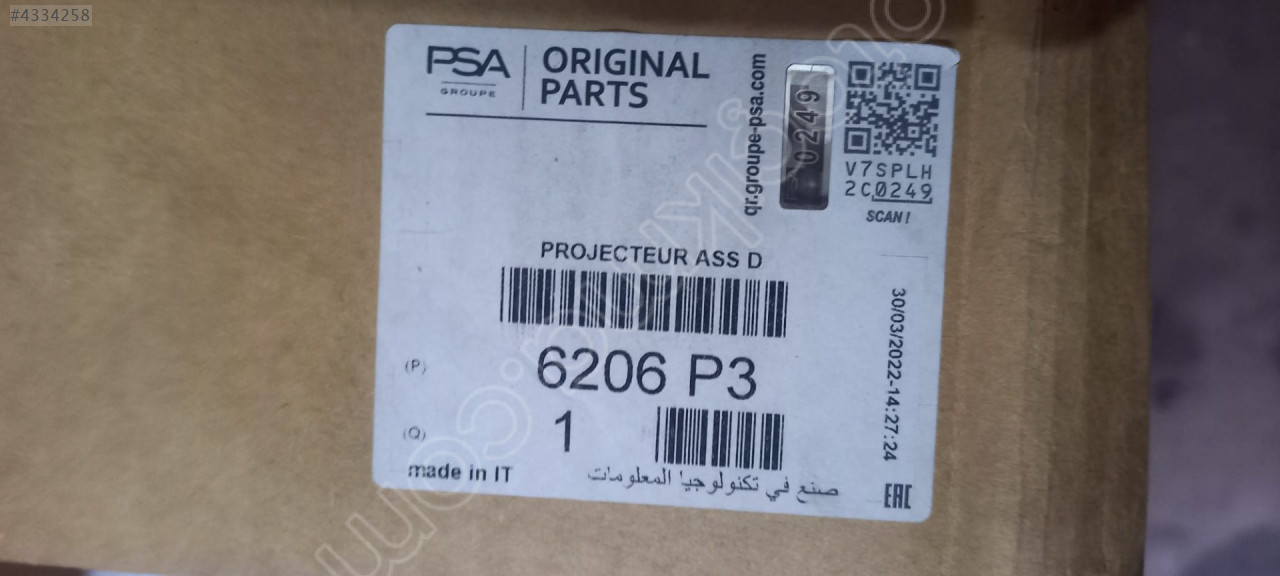 #4334258
PSA
GROUPE
ORIGINAL
PARTS
qr.groupe-psa.com
0249
V7SPLH
2C0249
SCAN!
PROJECTEUR ASS D
30/03/2022-14:27:24
(P)
6206 P3
(Q)
1
made in IT
صنع في تكنولوجيا المعلومات
EAC